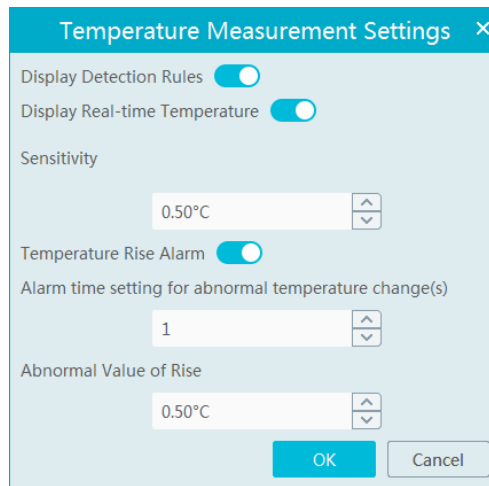 Temperature Measurement Settings ×
Display Detection Rules
Display Real-time Temperature
Sensitivity
0.50°C
Temperature Rise Alarm
Alarm time setting for abnormal temperature change(s)
1
Abnormal Value of Rise
0.50°C
OK Cancel